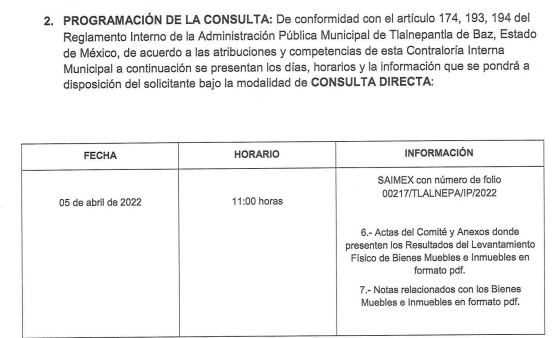 2. PROGRAMACIÓN DE LA CONSULTA: De conformidad con el artículo 174, 193, 194 del
Reglamento Interno de la Administración Pública Municipal de Tlalnepantla de Baz, Estado
de México, de acuerdo a las atribuciones y competencias de esta Contraloría Interna
Municipal a continuación se presentan los días, horarios y la información que se pondrá a
disposición del solicitante bajo la modalidad de CONSULTA DIRECTA:
FECHA HORARIO INFORMACIÓN
05 de abril de 2022
11:00 horas
SAIMEX con número de folio
00217/TLALNEPA/IP/2022
6.- Actas del Comité y Anexos donde
presenten los Resultados del Levantamiento
Físico de Bienes Muebles e Inmuebles en
formato pdf.
7.- Notas relacionados con los Bienes
Muebles e Inmuebles en formato pdf.